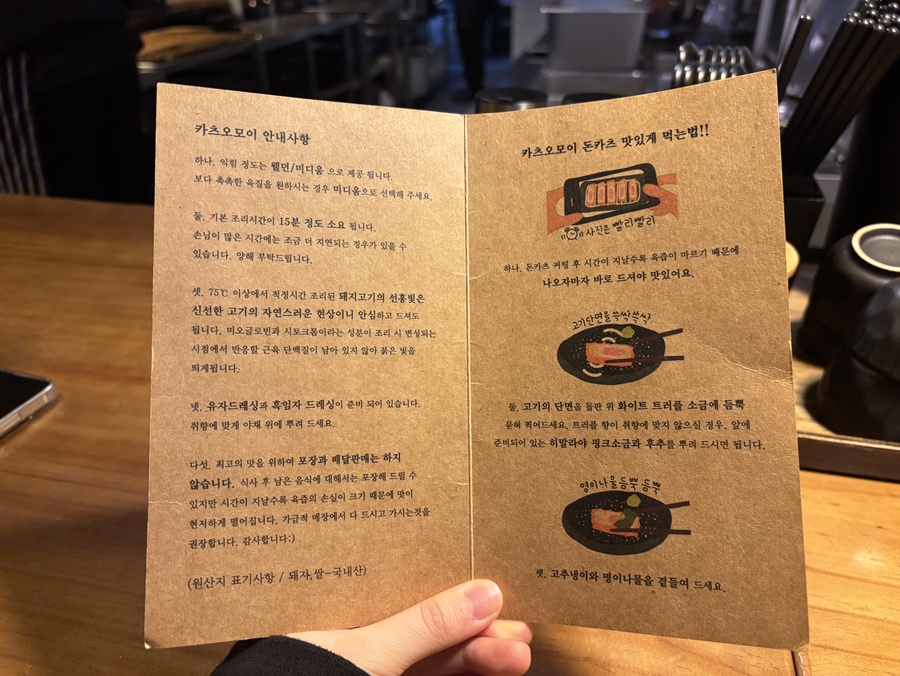 카츠오모이 안내사항
하나, 익힘 정도는 웰던/미디움 으로 제공 됩니다.
보다 촉촉한 육질을 원하시는 경우 미디움으로 선택해 주세요.
둘, 기본 조리시간이 15분 정도 소요 됩니다.
손님이 많은 시간에는 조금 더 지연되는 경우가 있을 수
있습니다. 양해 부탁드립니다.
셋, 75℃ 이상에서 적정시간 조리된 돼지고기의 선홍빛은
신선한 고기의 자연스러운 현상이니 안심하고 드셔도
됩니다. 미오글로빈과 시토크롬이라는 성분이 조리 시 변성되는
시점에서 반응할 근육 단백질이 남아 있지 않아 붉은 빛을
띄게됩니다.
넷, 유자드레싱과 흑임자 드레싱이 준비 되어 있습니다.
취향에 맞게 야채 위에 뿌려 드세요.
다섯, 최고의 맛을 위하여 포장과 배달판매는 하지
않습니다. 식사 후 남은 음식에 대해서는 포장해 드릴 수
있지만 시간이 지날수록 육즙의 손실이 크기 때문에 맛이
현저하게 떨어집니다. 가급적 매장에서 다 드시고 가시는것을
권장합니다. 감사합니다:)
(원산지 표기사항 / 돼지,쌀-국내산)
카츠오모이 돈카츠 맛있게 먹는법!!
사진은 빨리빨리
하나, 돈카츠 커팅 후 시간이 지날수록 육즙이 마르기 때문에
나오자마자 바로 드셔야 맛있어요.
고기단면을 쓱싹쓱싹
둘, 고기의 단면을 돌판 위 화이트 트러플 소금에 듬뿍
묻혀 찍어드세요. 트러플 향이 취향에 맞지 않으실 경우, 앞에
준비되어 있는 히말라야 핑크소금과 후추를 뿌려 드시면 됩니다.
명이나물 듬뿍 듬뿍
셋, 고추냉이와 명이나물을 곁들여 드세요.